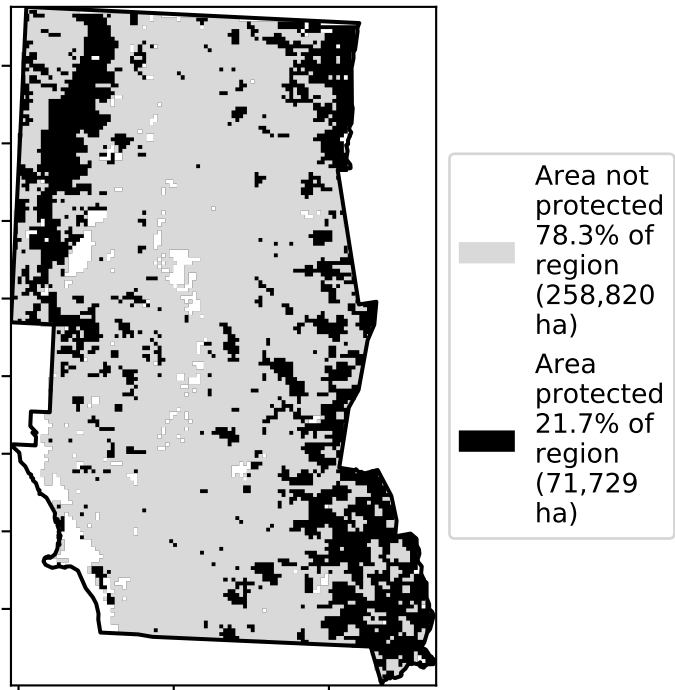 Area not
protected
78.3% of
region
(258,820
ha)
Area
protected
21.7% of
region
(71,729
ha)